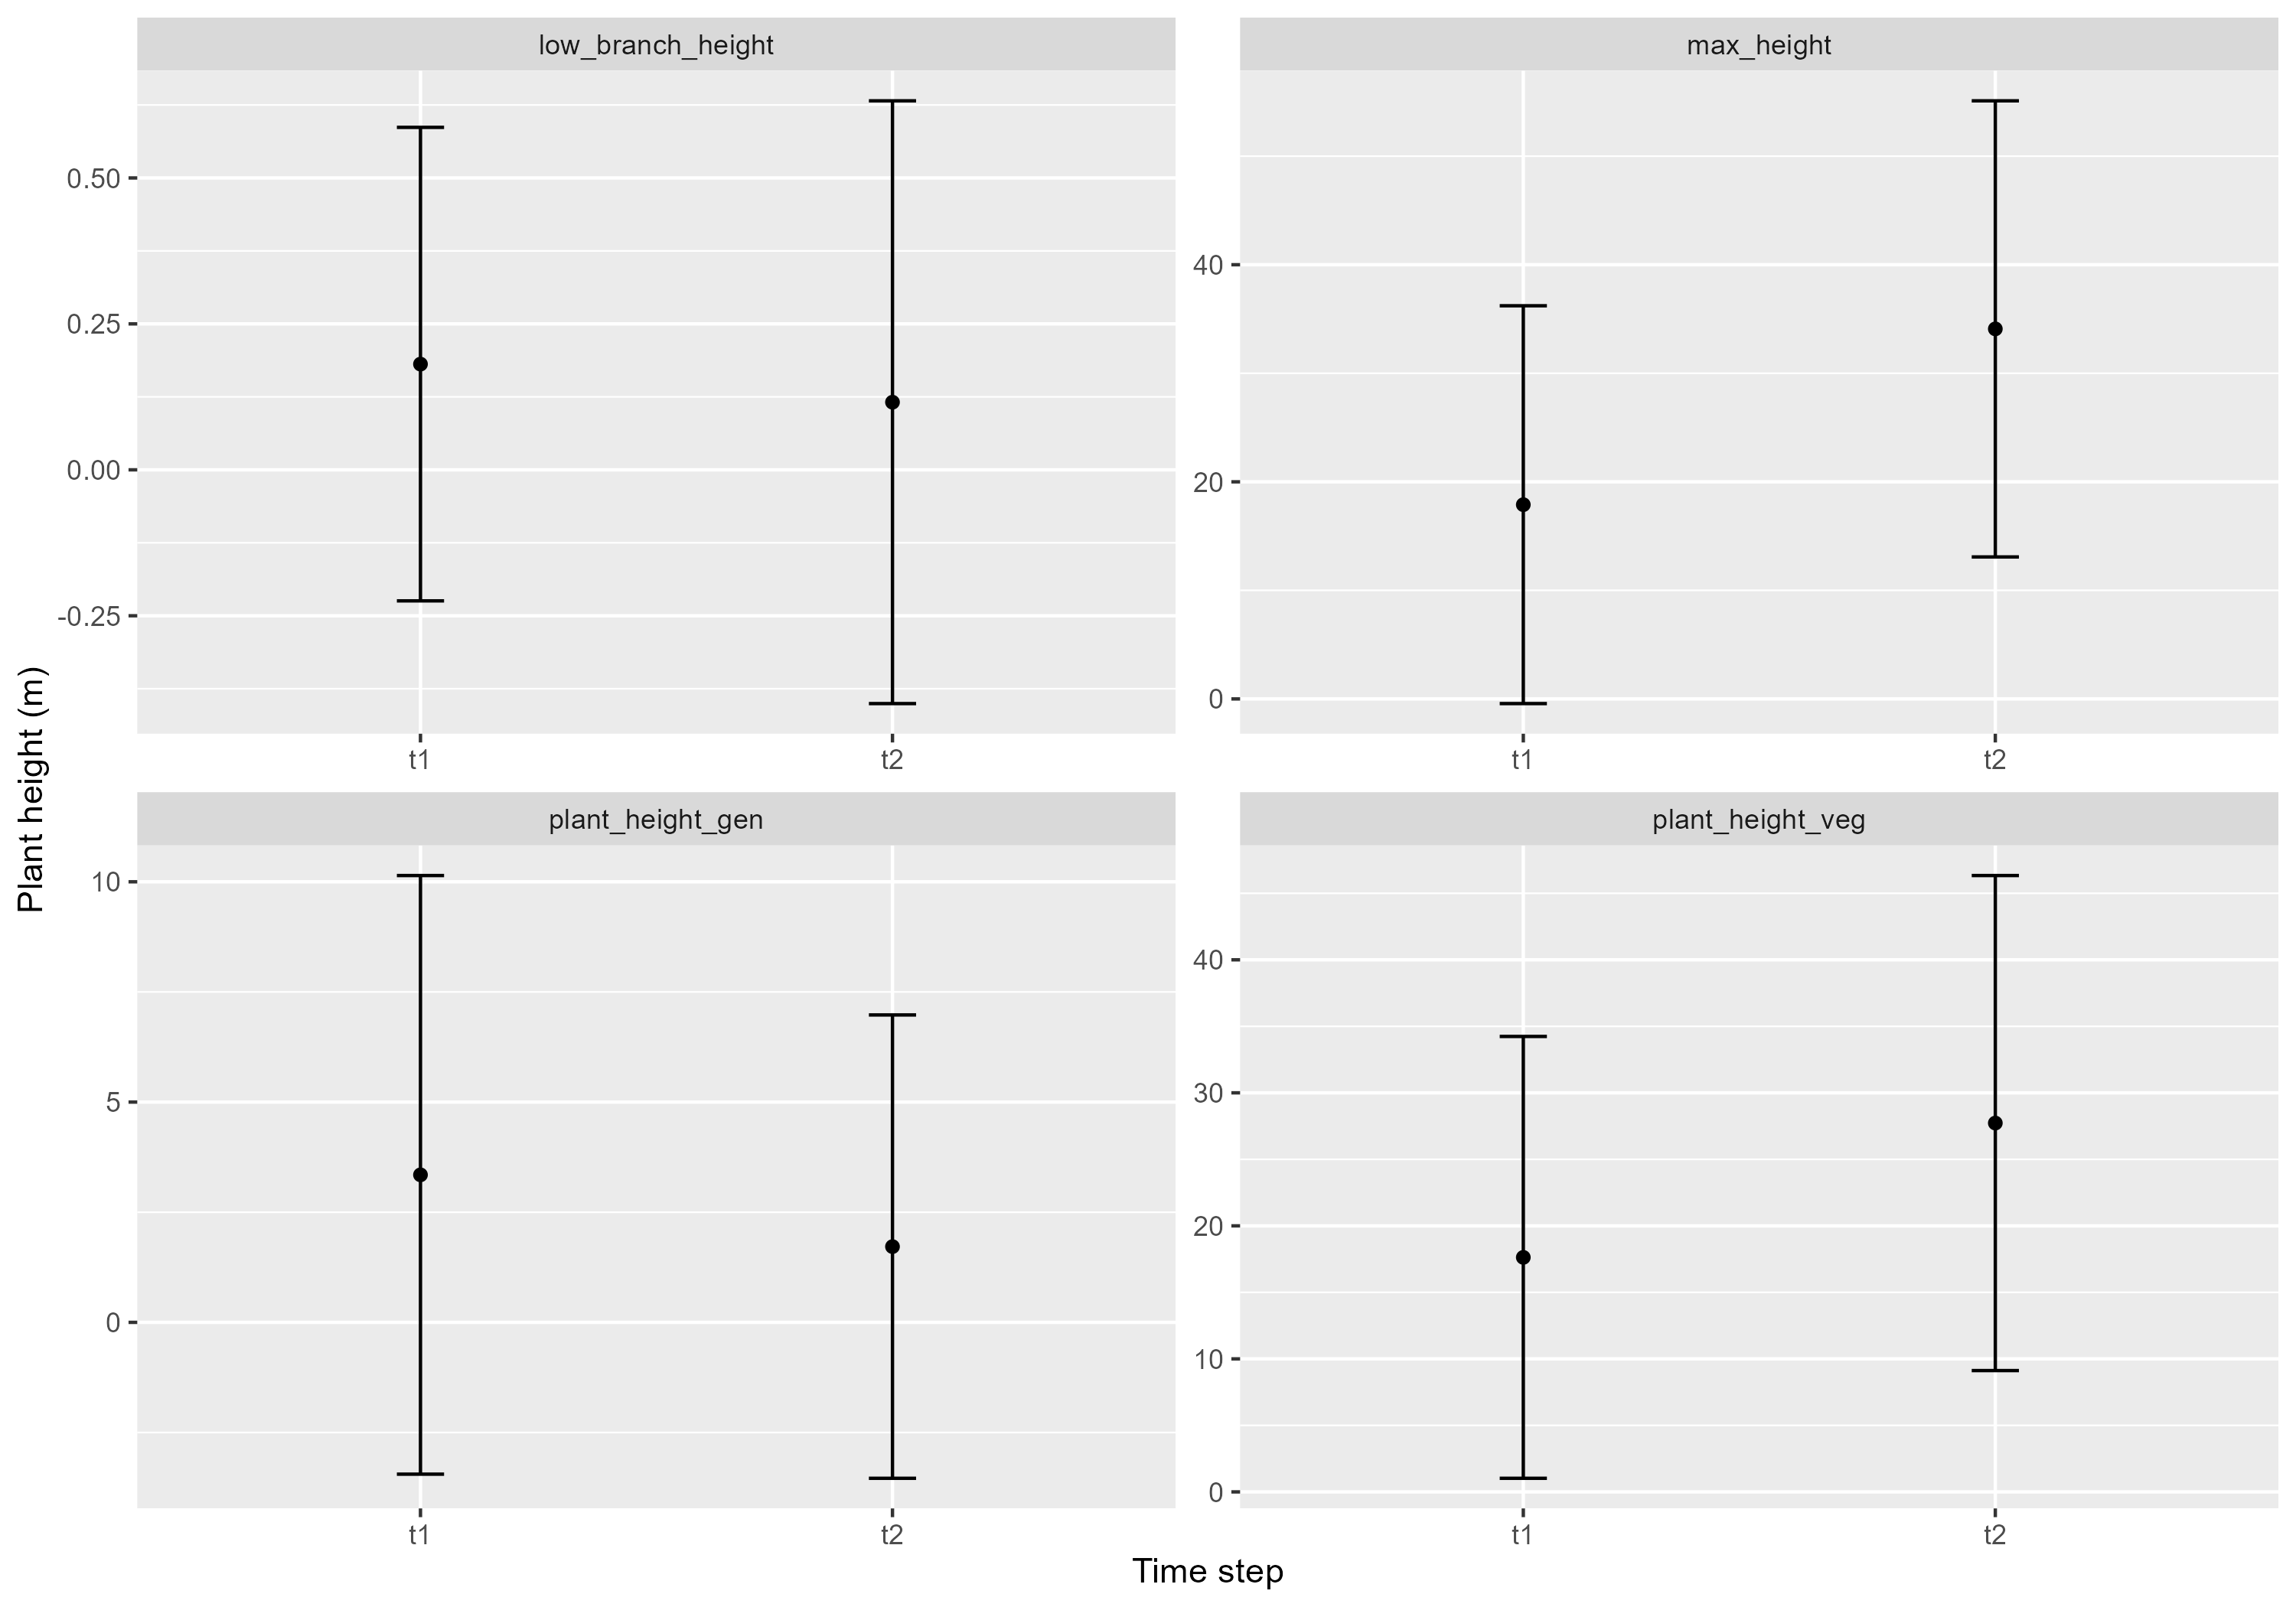 low_branch_height
max_height
0.50
0.25
0.00
-0.25
40
20
0
t1
t2
t1
t2
Plant height (m)
plant_height_gen
plant_height_veg
10
5
0
40
30
20
10
0
t1
t2
t1
t2
Time step